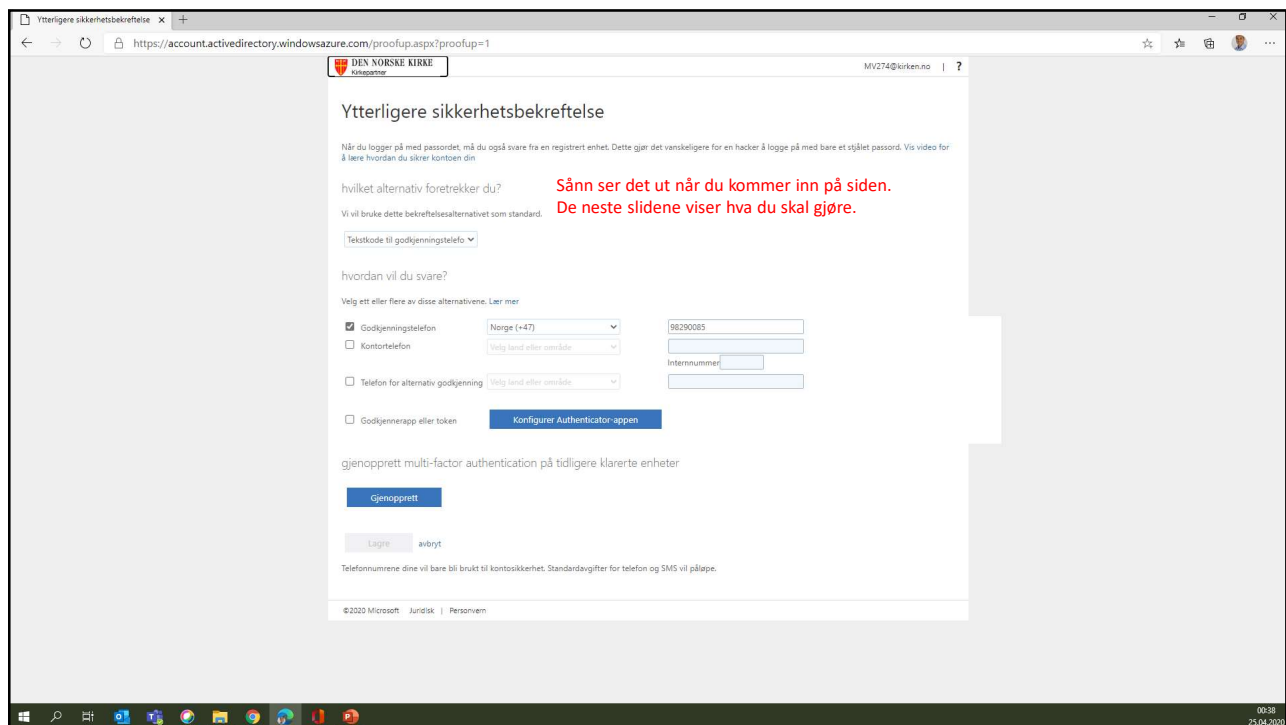 Ytterligere sikkerhetsbekreftelse
https://account.activedirectory.windowsazure.com/proofup.aspx?proofup=1
DEN NORSKE KIRKE
Kirkepartner
MV274@kirken.no | ?
Ytterligere sikkerhetsbekreftelse
Når du logger på med passordet, må du også svare fra en registrert enhet. Dette gjør det vanskeligere for en hacker å logge på med bare et stjålet passord. Vis video for
å lære hvordan du sikrer kontoen din
hvilket alternativ foretrekker du?
Sånn ser det ut når du kommer inn på siden.
De neste slidene viser hva du skal gjøre.
Vi vil bruke dette bekreftelsesalternativet som standard.
Tekstkode til godkjenningstelefo
hvordan vil du svare?
Velg ett eller flere av disse alternativene. Lær mer
Godkjenningstelefon Norge (+47) 98290085
Kontortelefon Velg land eller område
Internnummer
Telefon for alternativ godkjenning Velg land eller område
Godkjennerapp eller token Konfigurer Authenticator-appen
gjenopprett multi-factor authentication på tidligere klarerte enheter
Gjenopprett
Lagre avbryt
Telefonnumrene dine vil bare bli brukt til kontosikkerhet. Standardavgifter for telefon og SMS vil påløpe.
©2020 Microsoft Juridisk | Personvern
00:38
25.04.2020